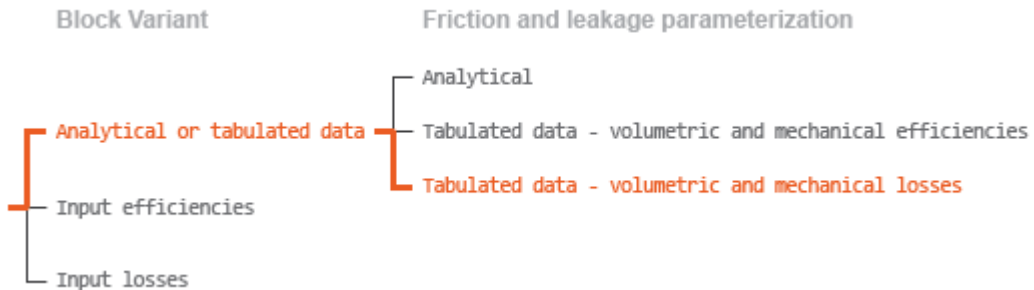 Block Variant
Friction and leakage parameterization
Analytical
Analytical or tabulated data
Tabulated data - volumetric and mechanical efficiencies
Tabulated data - volumetric and mechanical losses
Input efficiencies
Input losses